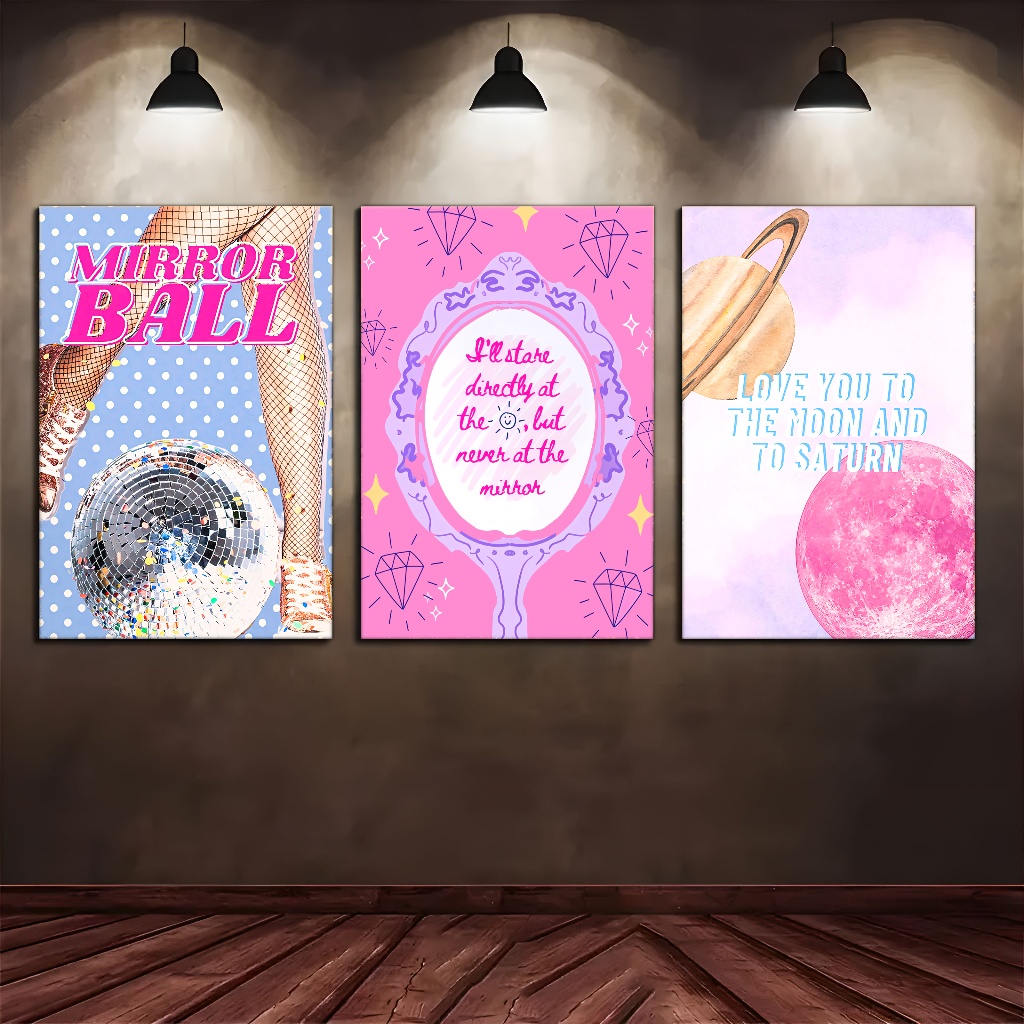 MIRROR
BALL
I'll stare
directly at
the , but
never at the
mirror
LOVE YOU TO
THE MOON AND
TO SATURN